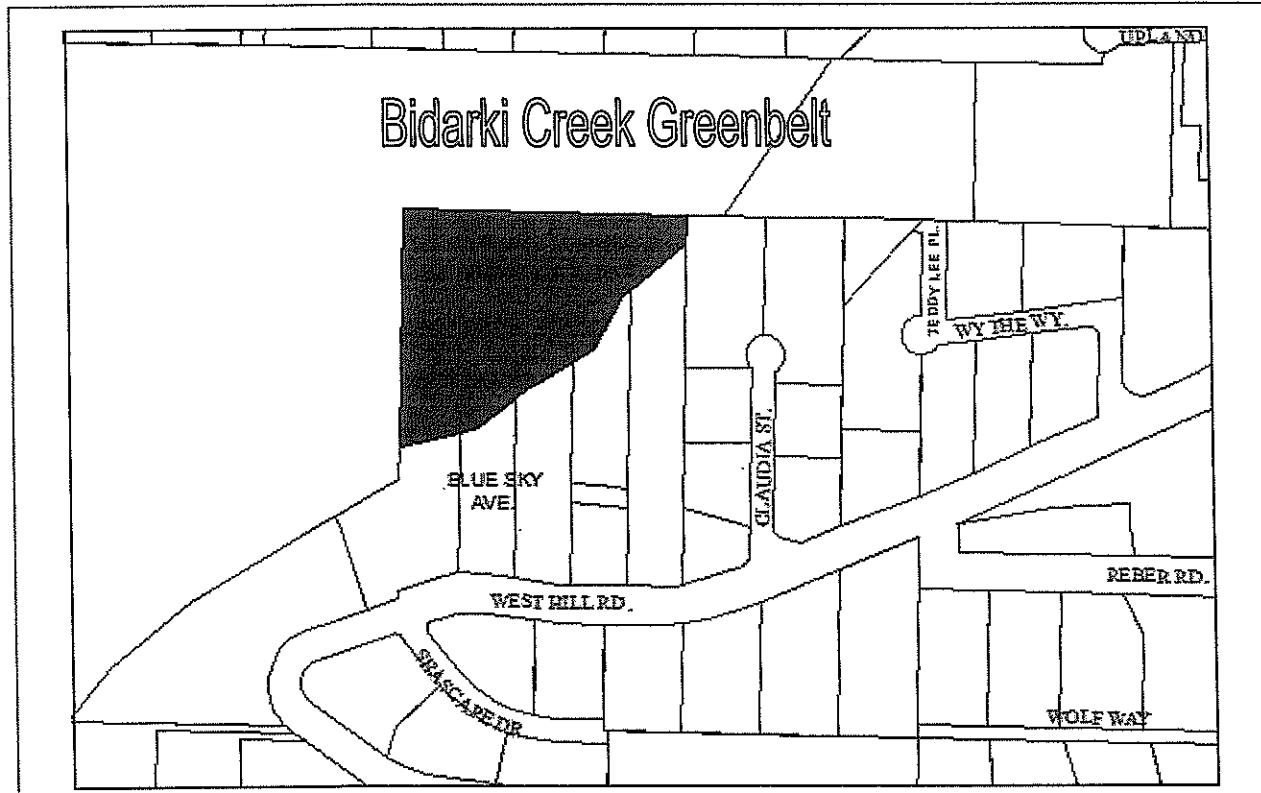 UPLAND
Bidarki Creek Greenbelt
TEDDY LEE PL.
WY THE WY.
CLAUDIA ST.
BLUE SKY
AVE.
REBER RD.
WEST HILL RD.
SEASCAPE DR.
WOLF WAY